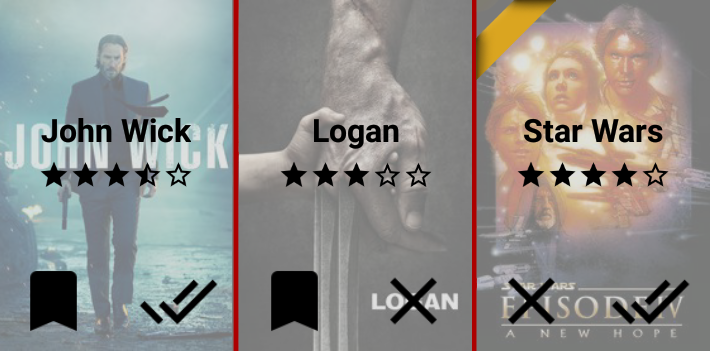 John Wick
JOHN WICK
Logan
LOGAN
Star Wars
STAR WARS
EPISODE IV
A NEW HOPE